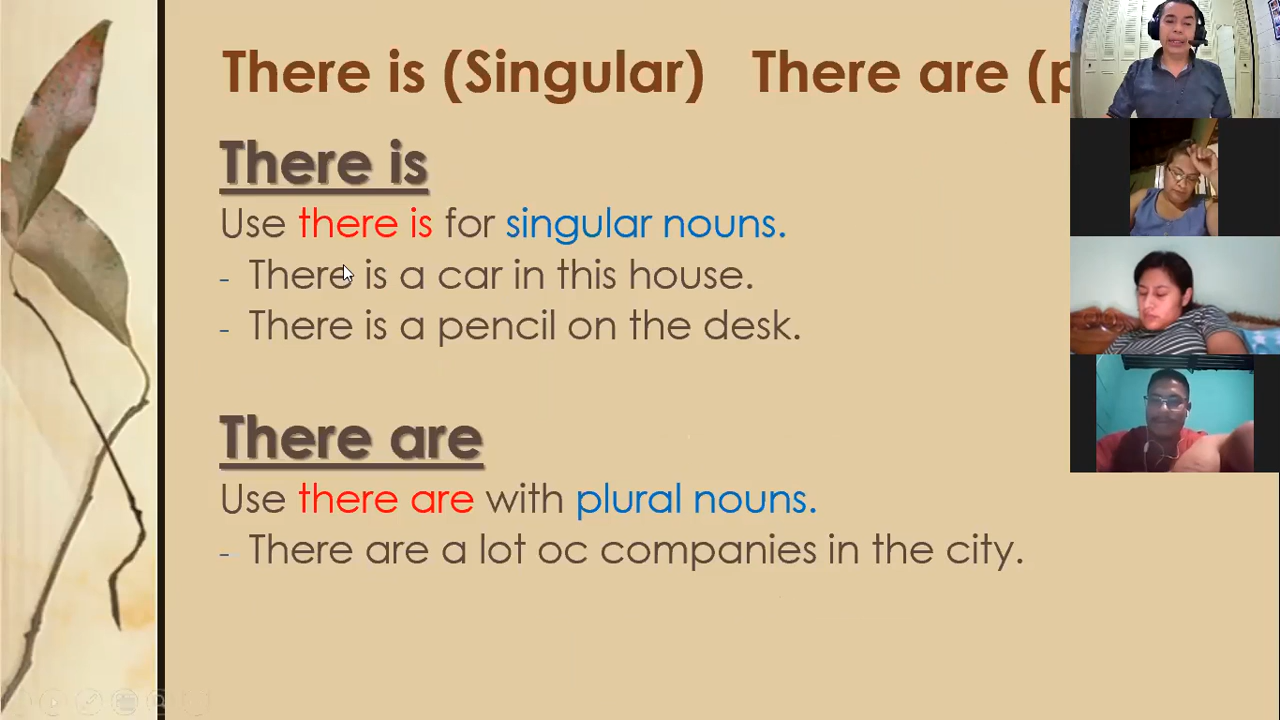 There is (Singular) There are (p
There is
Use there is for singular nouns.
- There is a car in this house.
- There is a pencil on the desk.
There are
Use there are with plural nouns.
- There are a lot oc companies in the city.